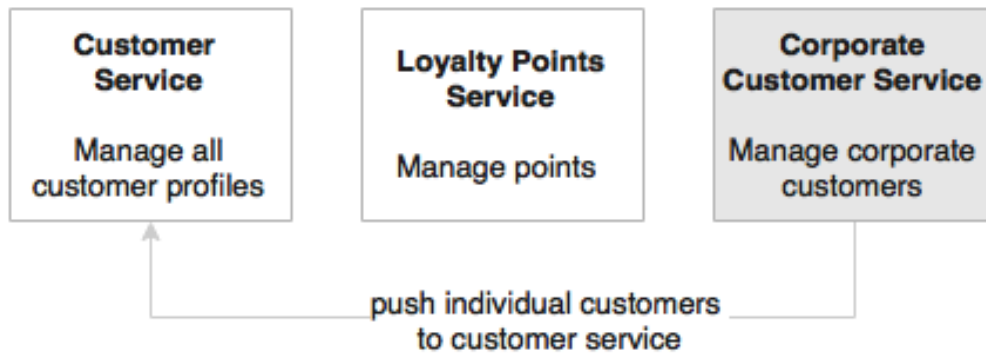 Customer
Service
Manage all
customer profiles
Loyalty Points
Service
Manage points
Corporate
Customer Service
Manage corporate
customers
push individual customers
to customer service